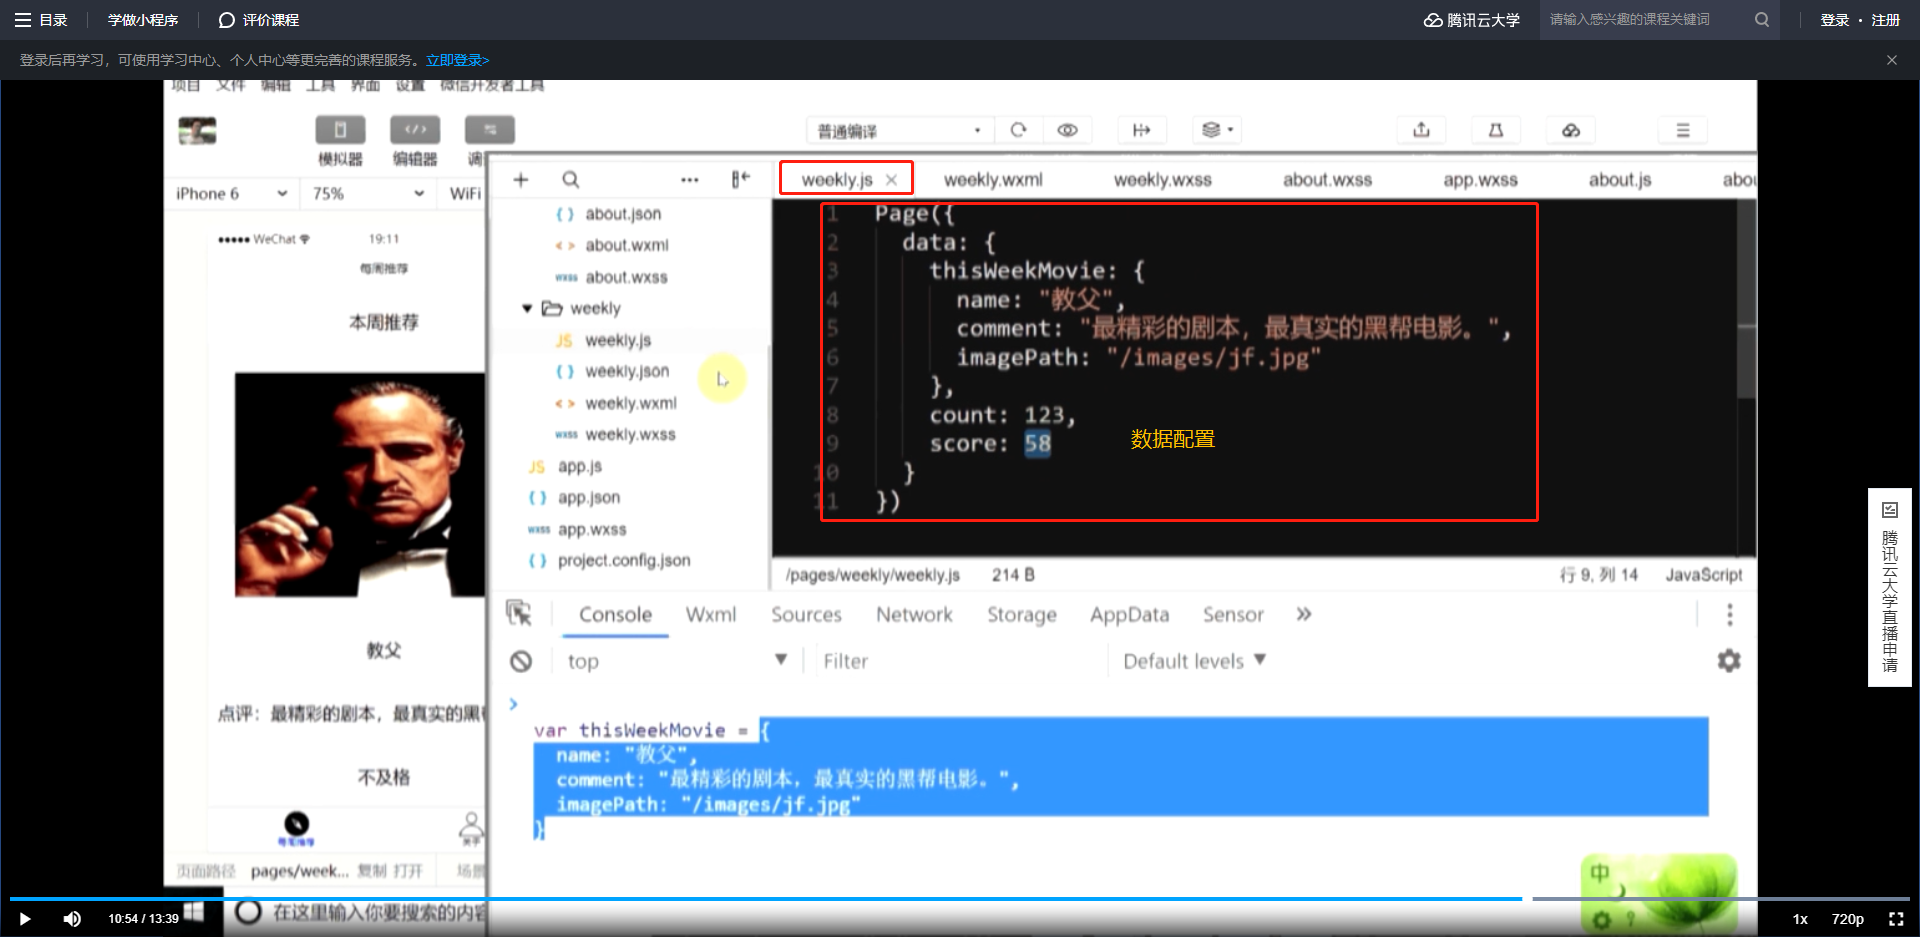 目录 学做小程序 评价课程 腾讯云大学 请输入感兴趣的课程关键词 登录 · 注册
登录后再学习，可使用学习中心、个人中心等更完善的课程服务。立即登录>
项目 文件 编辑 工具 界面 设置 微信开发者工具
普通编译
模拟器 编辑器 调
iPhone 6 75% WiFi
weekly.js weekly.wxml weekly.wxss about.wxss app.wxss about.js abou
WeChat 19:11
每周推荐
本周推荐
教父
点评：最精彩的剧本，最真实的黑
不及格
每周推荐 关于
页面路径 pages/week... 复制 打开 场景
about.json
about.wxml
wxss about.wxss
weekly
JS weekly.js
weekly.json
weekly.wxml
wxss weekly.wxss
JS app.js
app.json
wxss app.wxss
project.config.json
1 Page({
2 data: {
3 thisWeekMovie: {
4 name: "教父",
5 comment: "最精彩的剧本，最真实的黑帮电影。",
6 imagePath: "/images/jf.jpg"
7 },
8 count: 123,
9 score: 58
10 }
11 })
数据配置
/pages/weekly/weekly.js 214 B 行 9, 列 14 JavaScript
Console Wxml Sources Network Storage AppData Sensor
top Filter Default levels
var thisWeekMovie = {
name: "教父",
comment: "最精彩的剧本，最真实的黑帮电影。",
imagePath: "/images/jf.jpg"
}
腾讯云大学直播申请
中
在这里输入你要搜索的内容
10:54 / 13:39 1x 720p